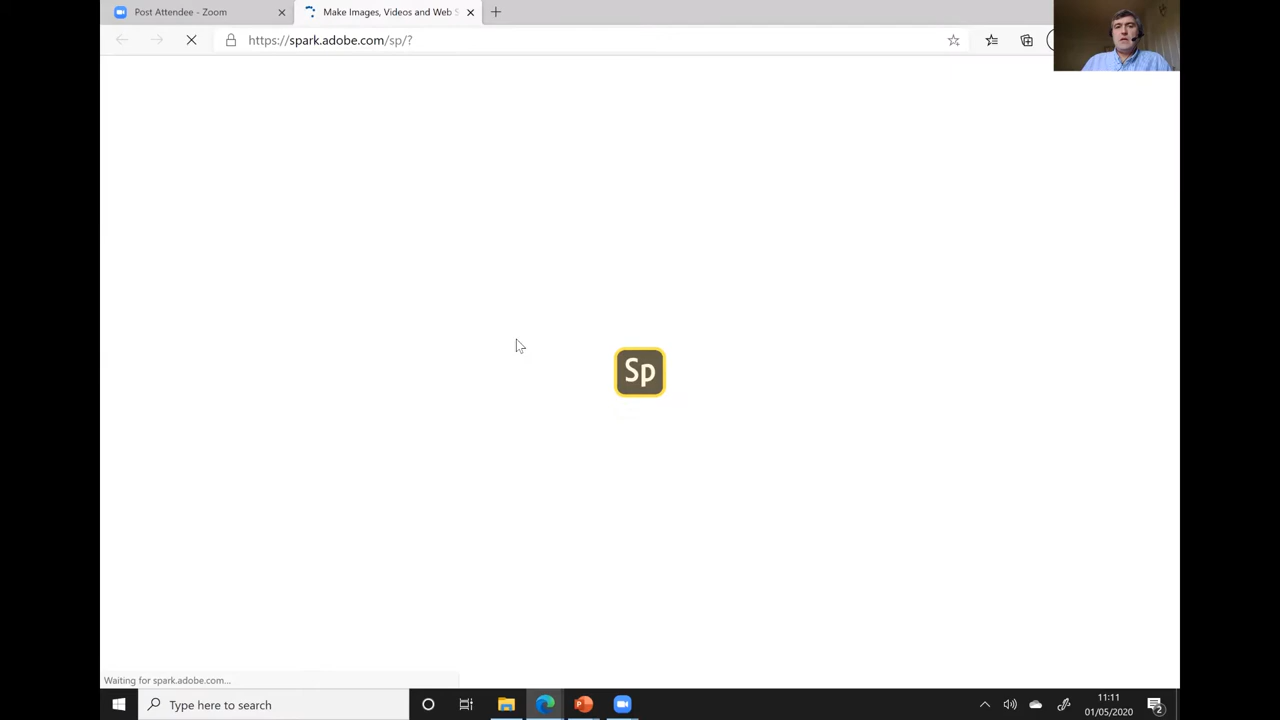 Post Attendee - Zoom
Make Images, Videos and Web S
https://spark.adobe.com/sp/?
Sp
Waiting for spark.adobe.com...
Type here to search
11:11
01/05/2020
2